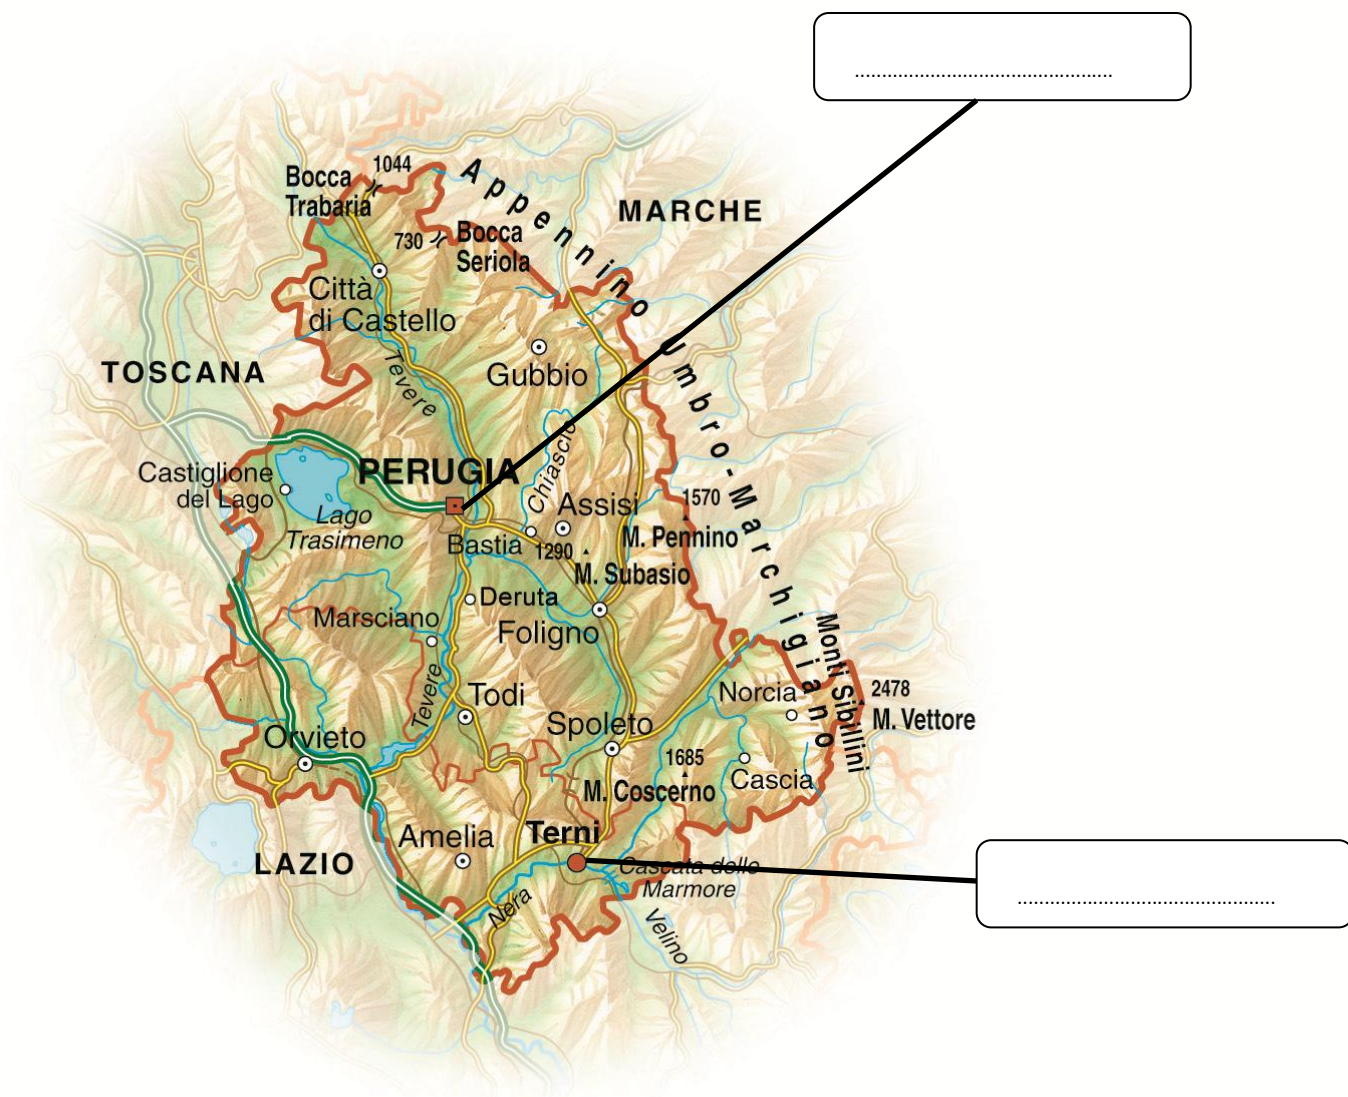 ................................................
1044
Bocca
Trabaria
Appennino Umbro-Marchigiano
MARCHE
730
Bocca
Seriola
Città
di Castello
TOSCANA
Tevere
Gubbio
Castiglione
del Lago
PERUGIA
Chiascio
Lago
Trasimeno
Assisi
1570
M. Pennino
Bastia
1290
M. Subasio
Deruta
Marsciano
Foligno
Monti Sibillini
Tevere
Todi
Norcia
2478
M. Vettore
Orvieto
Spoleto
1685
M. Coscerno
Cascia
Amelia
Terni
LAZIO
Cascata delle
Marmore
Nera
Velino
................................................